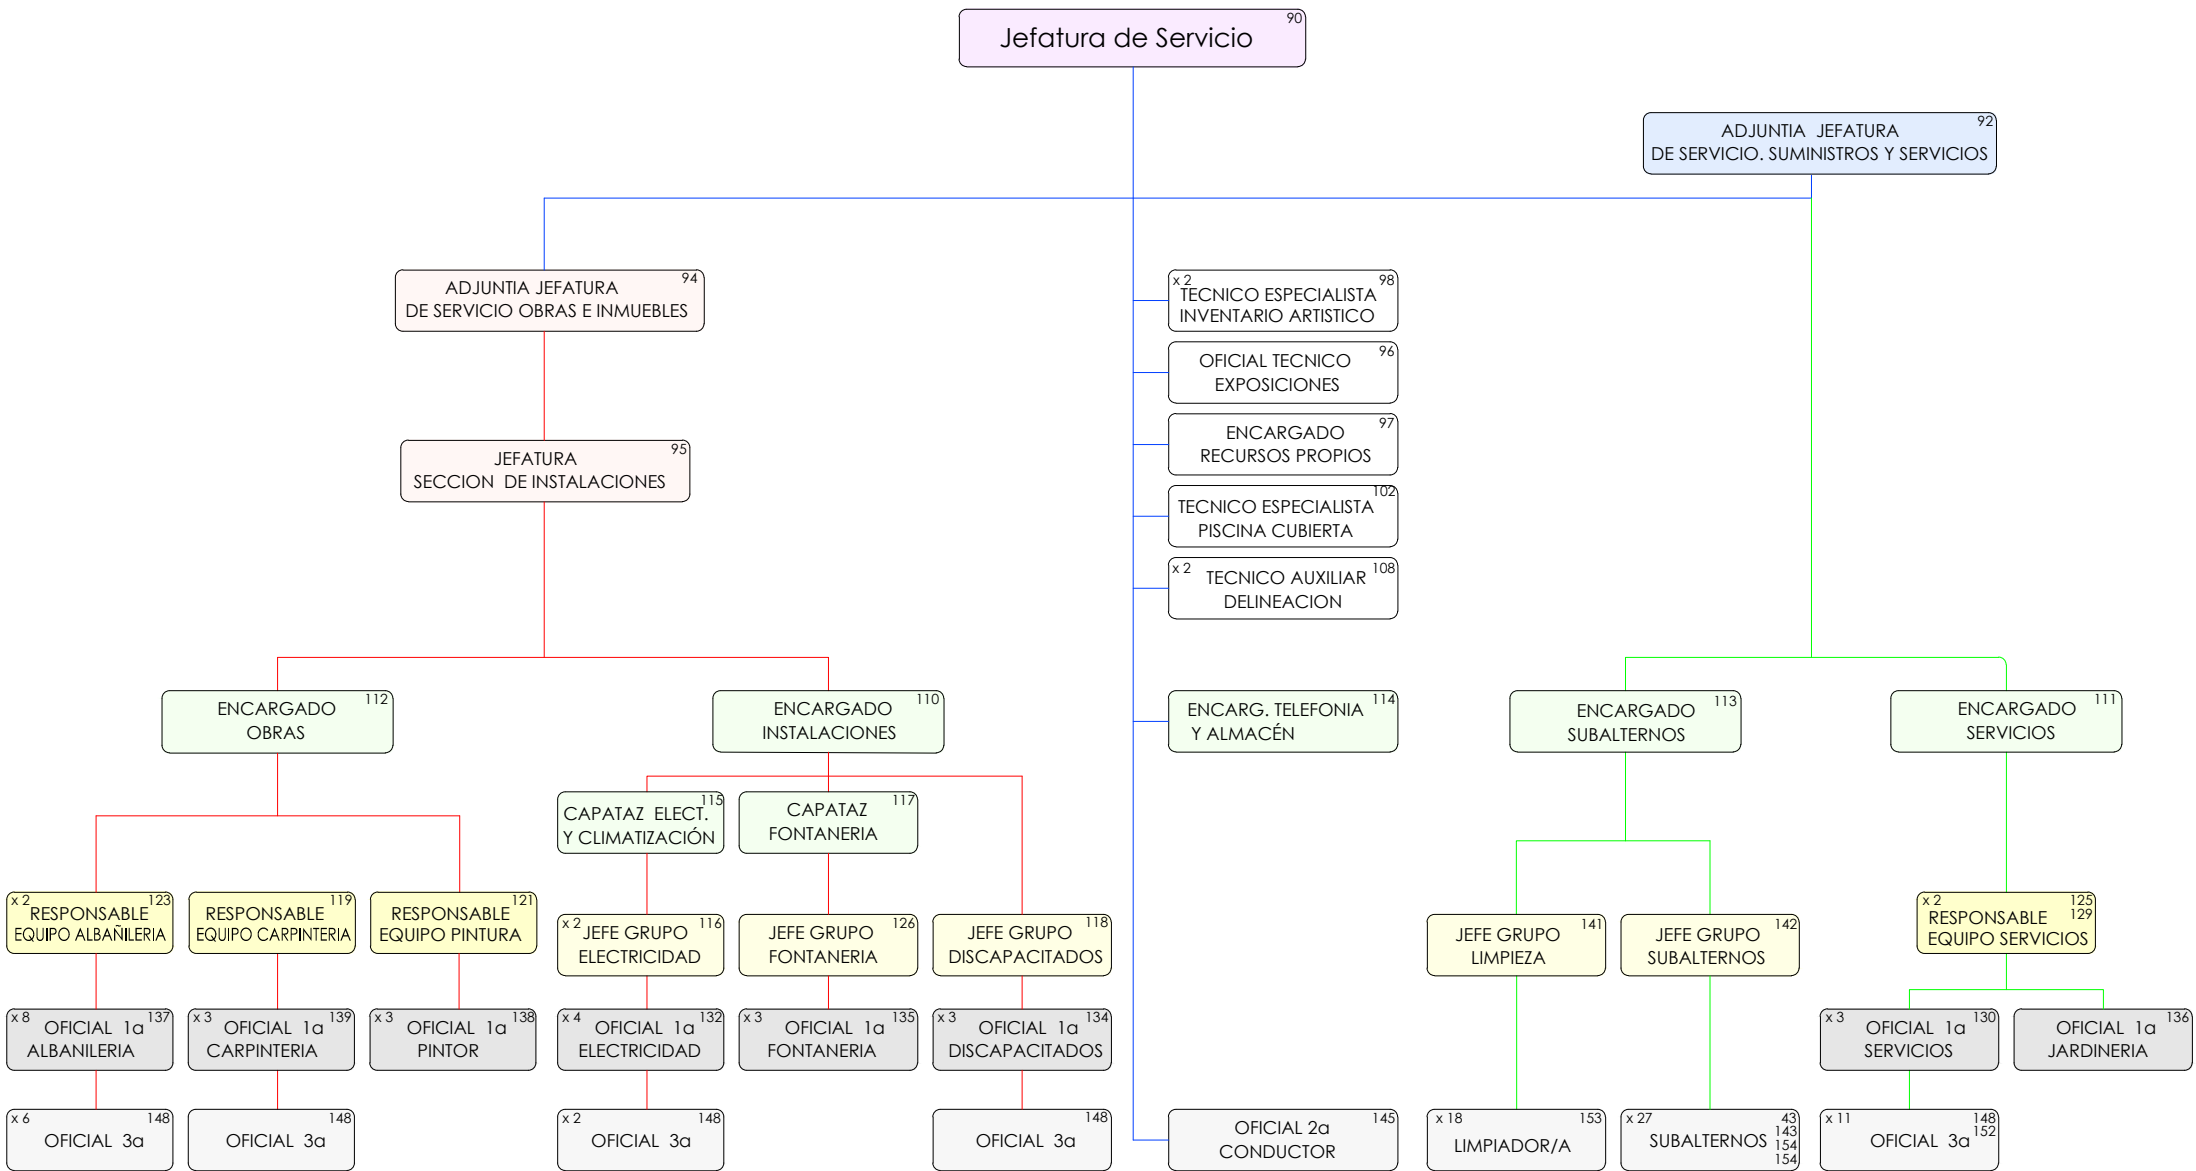 90
Jefatura de Servicio
92
ADJUNTIA JEFATURA
DE SERVICIO. SUMINISTROS Y SERVICIOS
94
ADJUNTIA JEFATURA
DE SERVICIO OBRAS E INMUEBLES
x 2 98
TECNICO ESPECIALISTA
INVENTARIO ARTISTICO
96
OFICIAL TECNICO
EXPOSICIONES
97
ENCARGADO
RECURSOS PROPIOS
95
JEFATURA
SECCION DE INSTALACIONES
102
TECNICO ESPECIALISTA
PISCINA CUBIERTA
x 2 108
TECNICO AUXILIAR
DELINEACION
112
ENCARGADO
OBRAS
110
ENCARGADO
INSTALACIONES
114
ENCARG. TELEFONIA
Y ALMACÉN
113
ENCARGADO
SUBALTERNOS
111
ENCARGADO
SERVICIOS
115
CAPATAZ ELECT.
Y CLIMATIZACIÓN
117
CAPATAZ
FONTANERIA
x 2 123
RESPONSABLE
EQUIPO ALBAÑILERIA
119
RESPONSABLE
EQUIPO CARPINTERIA
121
RESPONSABLE
EQUIPO PINTURA
x 2 116
JEFE GRUPO
ELECTRICIDAD
126
JEFE GRUPO
FONTANERIA
118
JEFE GRUPO
DISCAPACITADOS
141
JEFE GRUPO
LIMPIEZA
142
JEFE GRUPO
SUBALTERNOS
x 2 125
129
RESPONSABLE
EQUIPO SERVICIOS
x 8 137
OFICIAL 1a
ALBANILERIA
x 3 139
OFICIAL 1a
CARPINTERIA
x 3 138
OFICIAL 1a
PINTOR
x 4 132
OFICIAL 1a
ELECTRICIDAD
x 3 135
OFICIAL 1a
FONTANERIA
x 3 134
OFICIAL 1a
DISCAPACITADOS
x 3 130
OFICIAL 1a
SERVICIOS
136
OFICIAL 1a
JARDINERIA
x 6 148
OFICIAL 3a
148
OFICIAL 3a
x 2 148
OFICIAL 3a
148
OFICIAL 3a
145
OFICIAL 2a
CONDUCTOR
x 18 153
LIMPIADOR/A
x 27 43
143
154
154
SUBALTERNOS
x 11 148
152
OFICIAL 3a